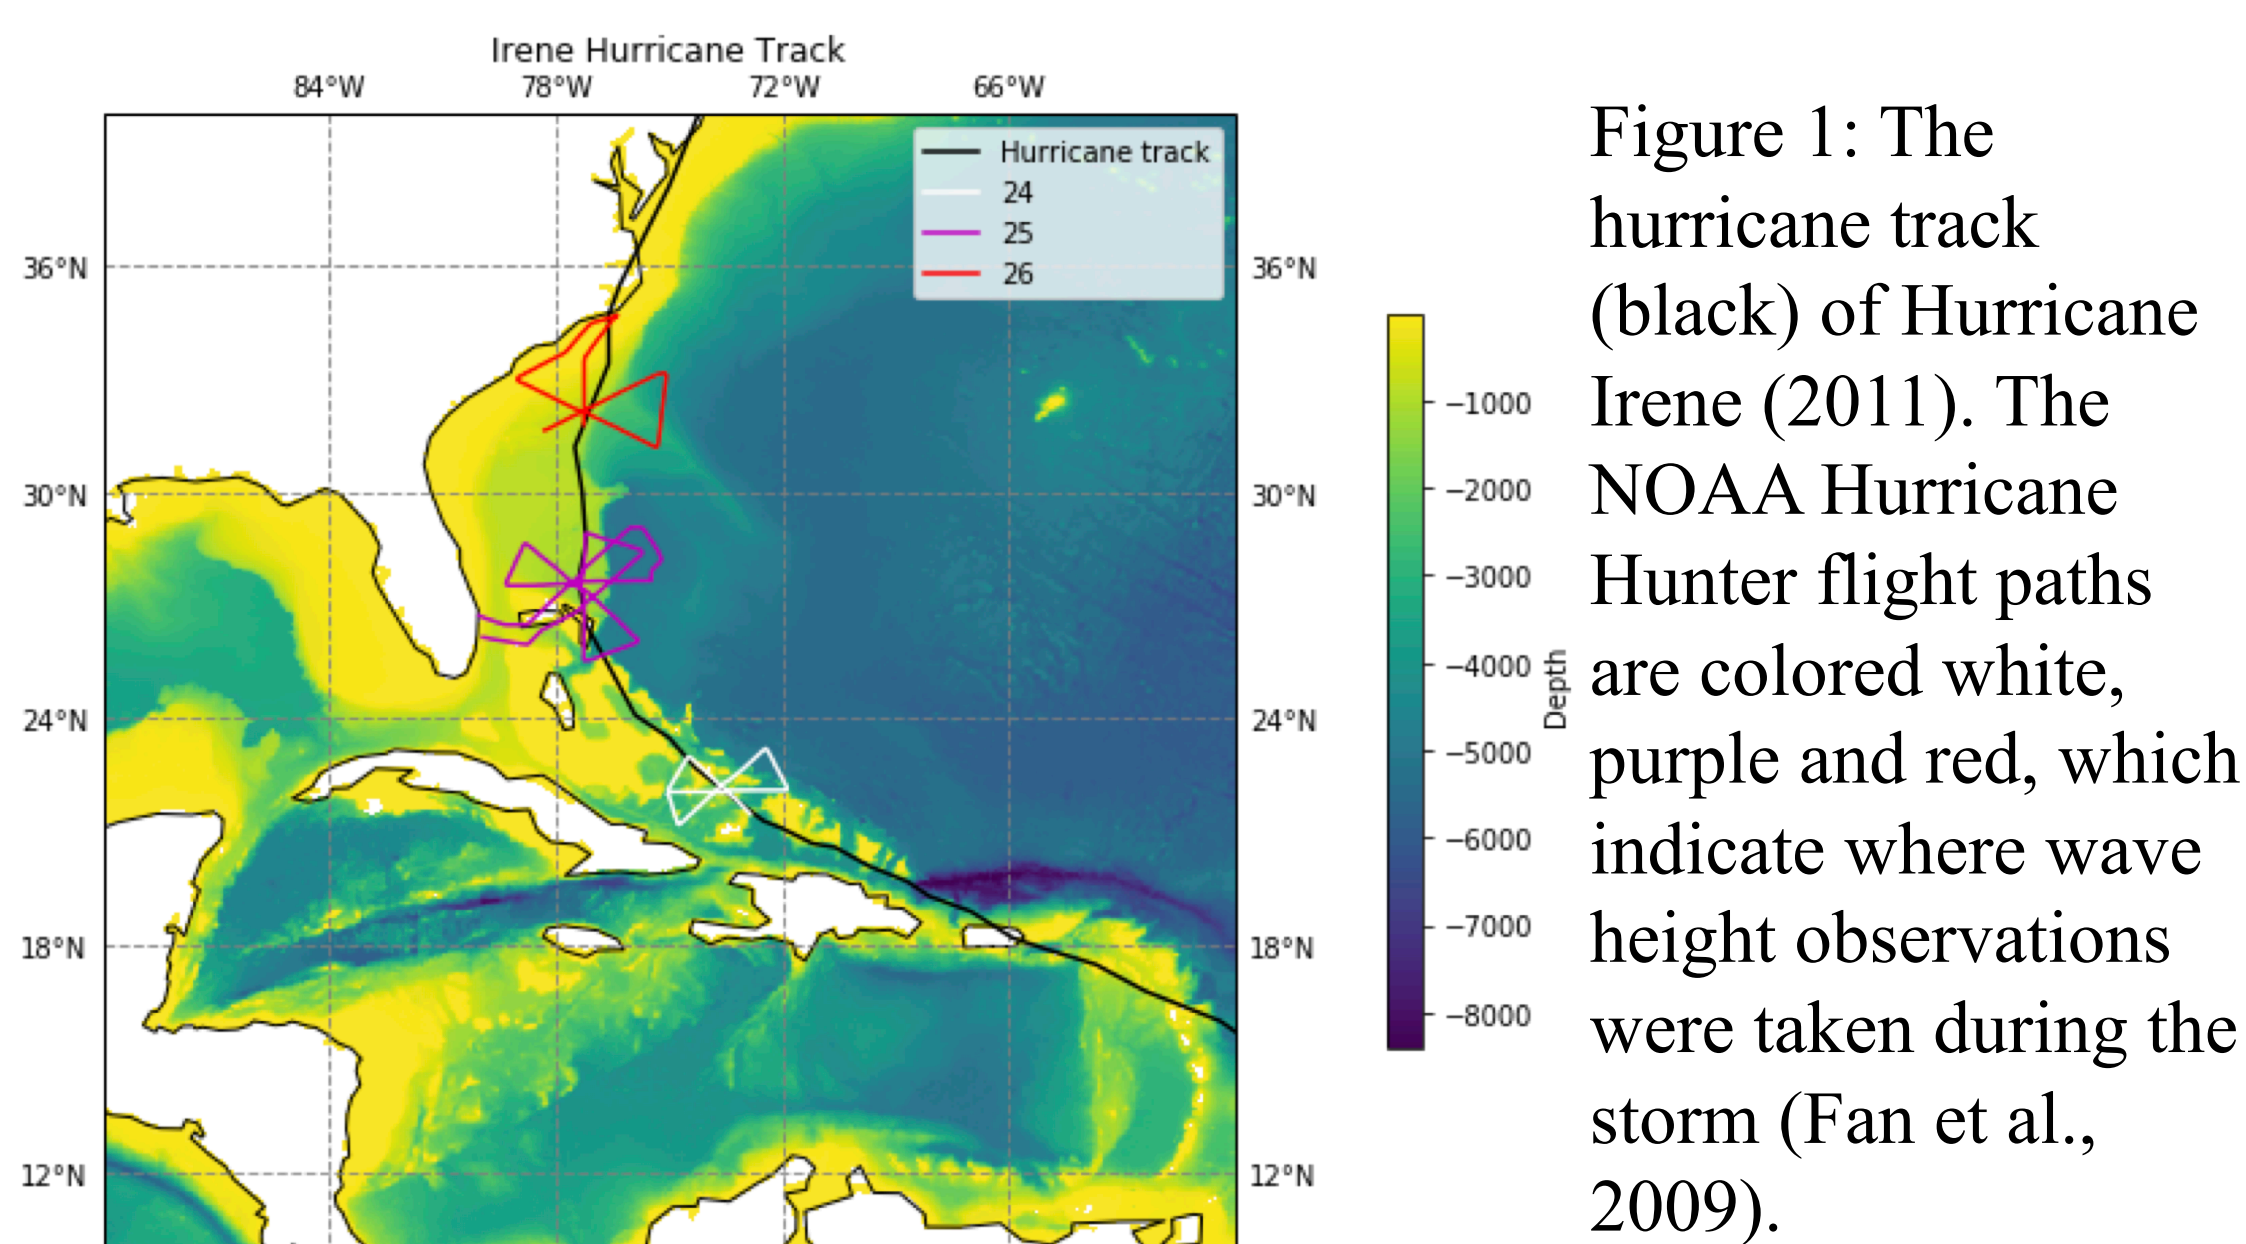 Irene Hurricane Track
84°W 78°W 72°W 66°W
Hurricane track
24
25
26
36°N 36°N
30°N 30°N
24°N 24°N
18°N 18°N
12°N 12°N
−1000
−2000
−3000
−4000
−5000
−6000
−7000
−8000
Depth
Figure 1: The
hurricane track
(black) of Hurricane
Irene (2011). The
NOAA Hurricane
Hunter flight paths
are colored white,
purple and red, which
indicate where wave
height observations
were taken during the
storm (Fan et al.,
2009).